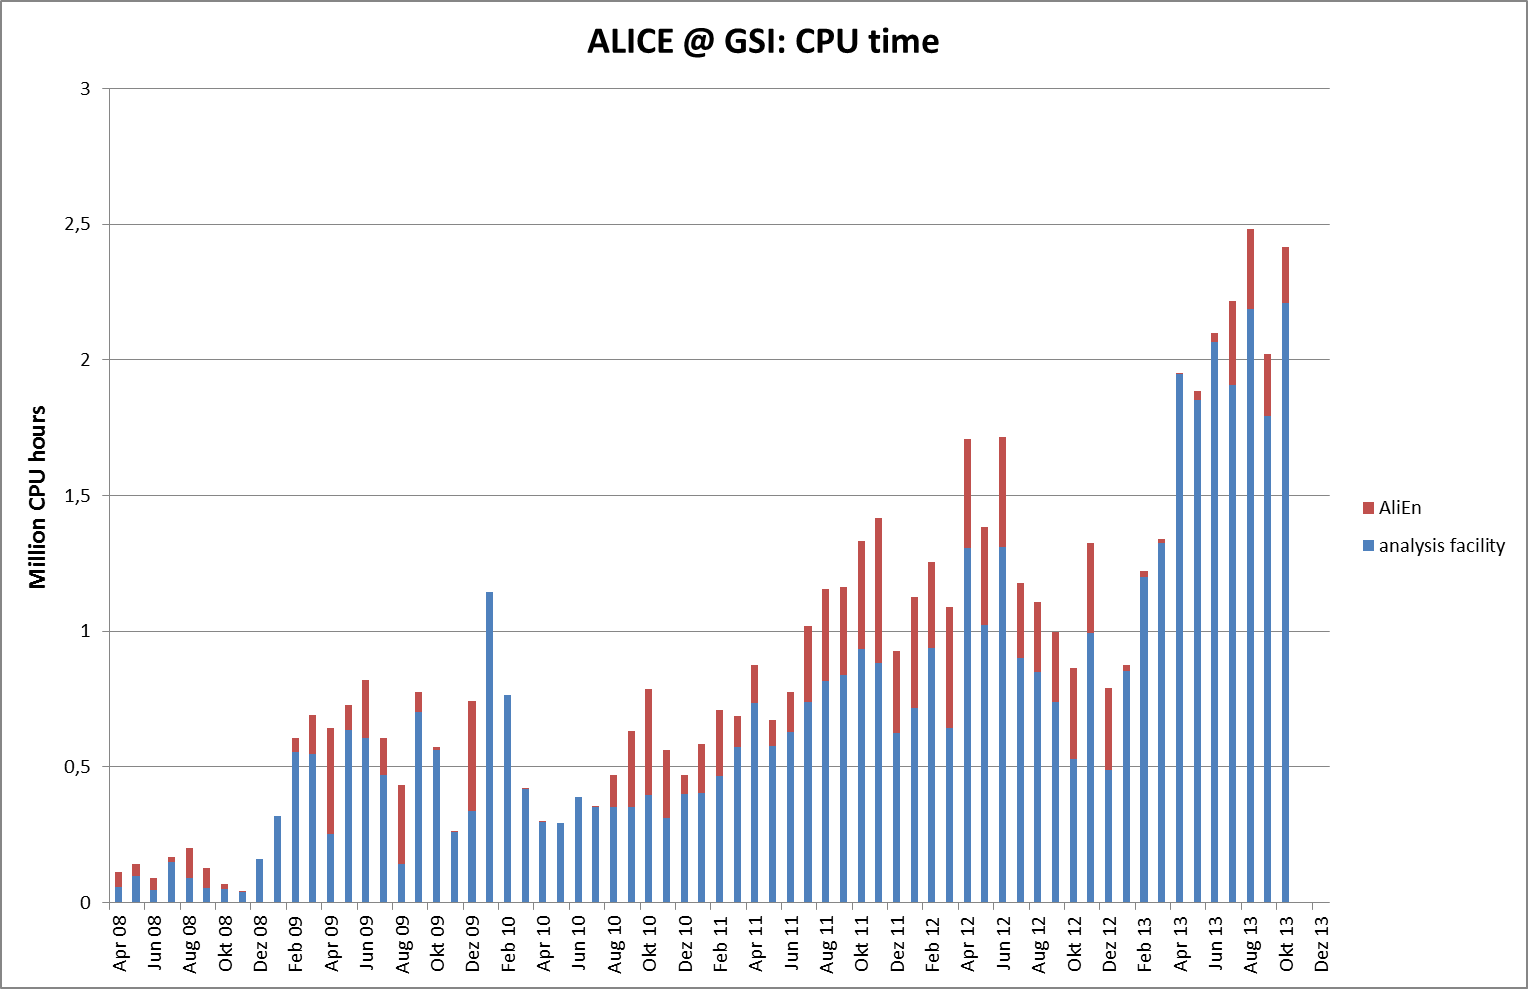 ALICE @ GSI: CPU time
3
2,5
2
1,5
1
0,5
0
Million CPU hours
Apr 08
Jun 08
Aug 08
Okt 08
Dez 08
Feb 09
Apr 09
Jun 09
Aug 09
Okt 09
Dez 09
Feb 10
Apr 10
Jun 10
Aug 10
Okt 10
Dez 10
Feb 11
Apr 11
Jun 11
Aug 11
Okt 11
Dez 11
Feb 12
Apr 12
Jun 12
Aug 12
Okt 12
Dez 12
Feb 13
Apr 13
Jun 13
Aug 13
Okt 13
Dez 13
AliEn
analysis facility